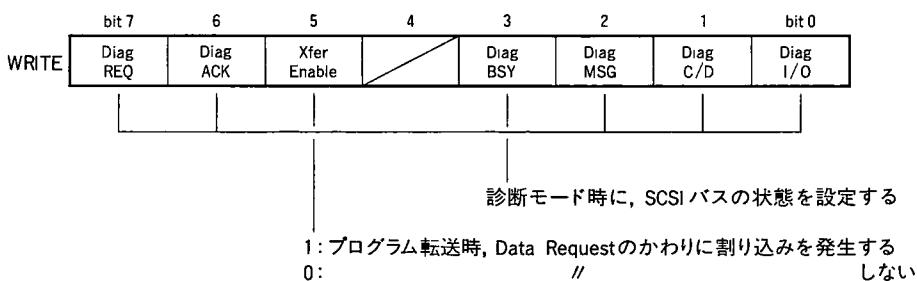 bit 7 6 5 4 3 2 1 bit 0
WRITE Diag REQ Diag ACK Xfer Enable Diag BSY Diag MSG Diag C/D Diag I/O
診断モード時に, SCSIバスの状態を設定する
1:プログラム転送時, Data Requestのかわりに割り込みを発生する
0: 〃 しない